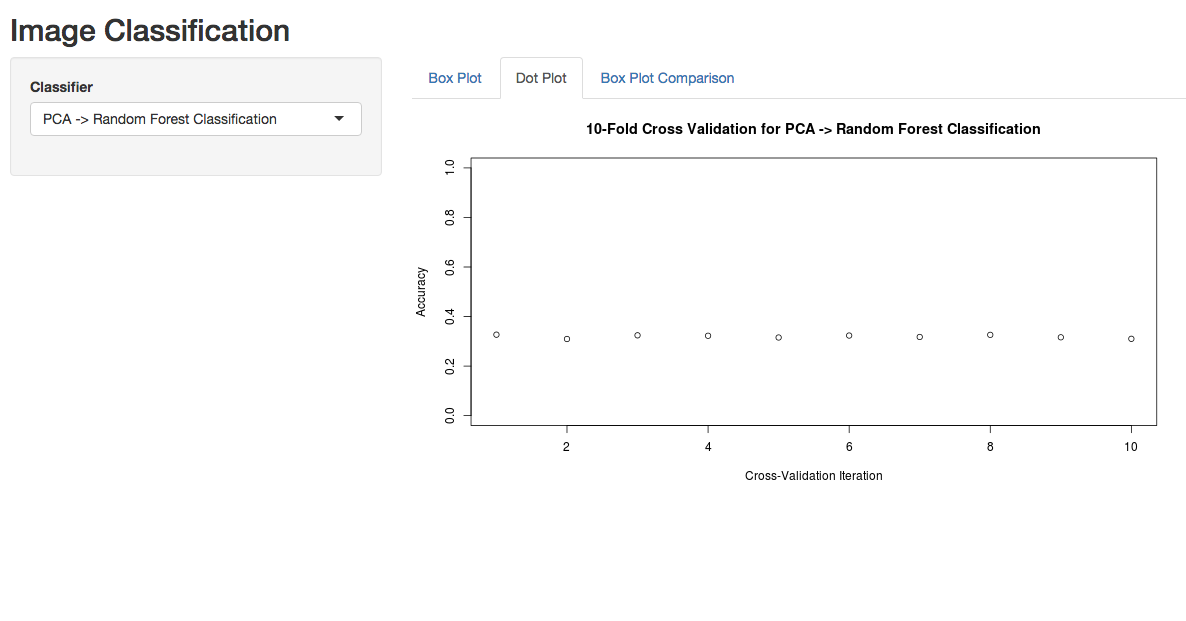 Image Classification
Classifier
PCA -> Random Forest Classification
Box Plot
Dot Plot
Box Plot Comparison
10-Fold Cross Validation for PCA -> Random Forest Classification
Accuracy
1.0
0.8
0.6
0.4
0.2
0.0
2 4 6 8 10
Cross-Validation Iteration